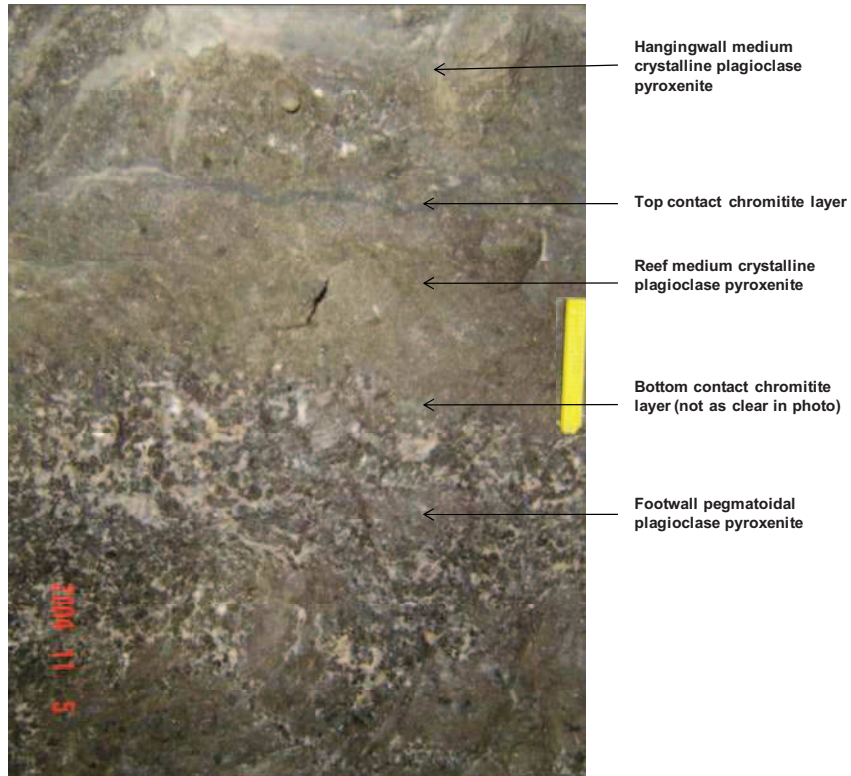 Hangingwall medium
crystalline plagioclase
pyroxenite
Top contact chromitite layer
Reef medium crystalline
plagioclase pyroxenite
Bottom contact chromitite
layer (not as clear in photo)
Footwall pegmatoidal
plagioclase pyroxenite
2004 11 5